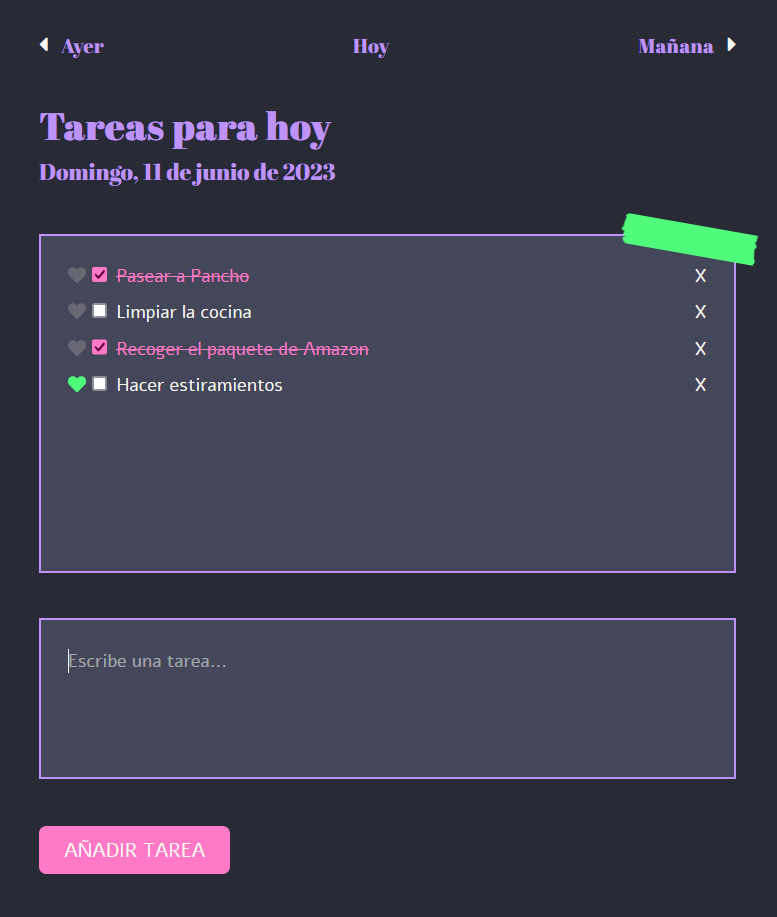 Ayer Hoy Mañana
Tareas para hoy
Domingo, 11 de junio de 2023
Pasear a Pancho X
Limpiar la cocina X
Recoger el paquete de Amazon X
Hacer estiramientos X
Escribe una tarea...
AÑADIR TAREA